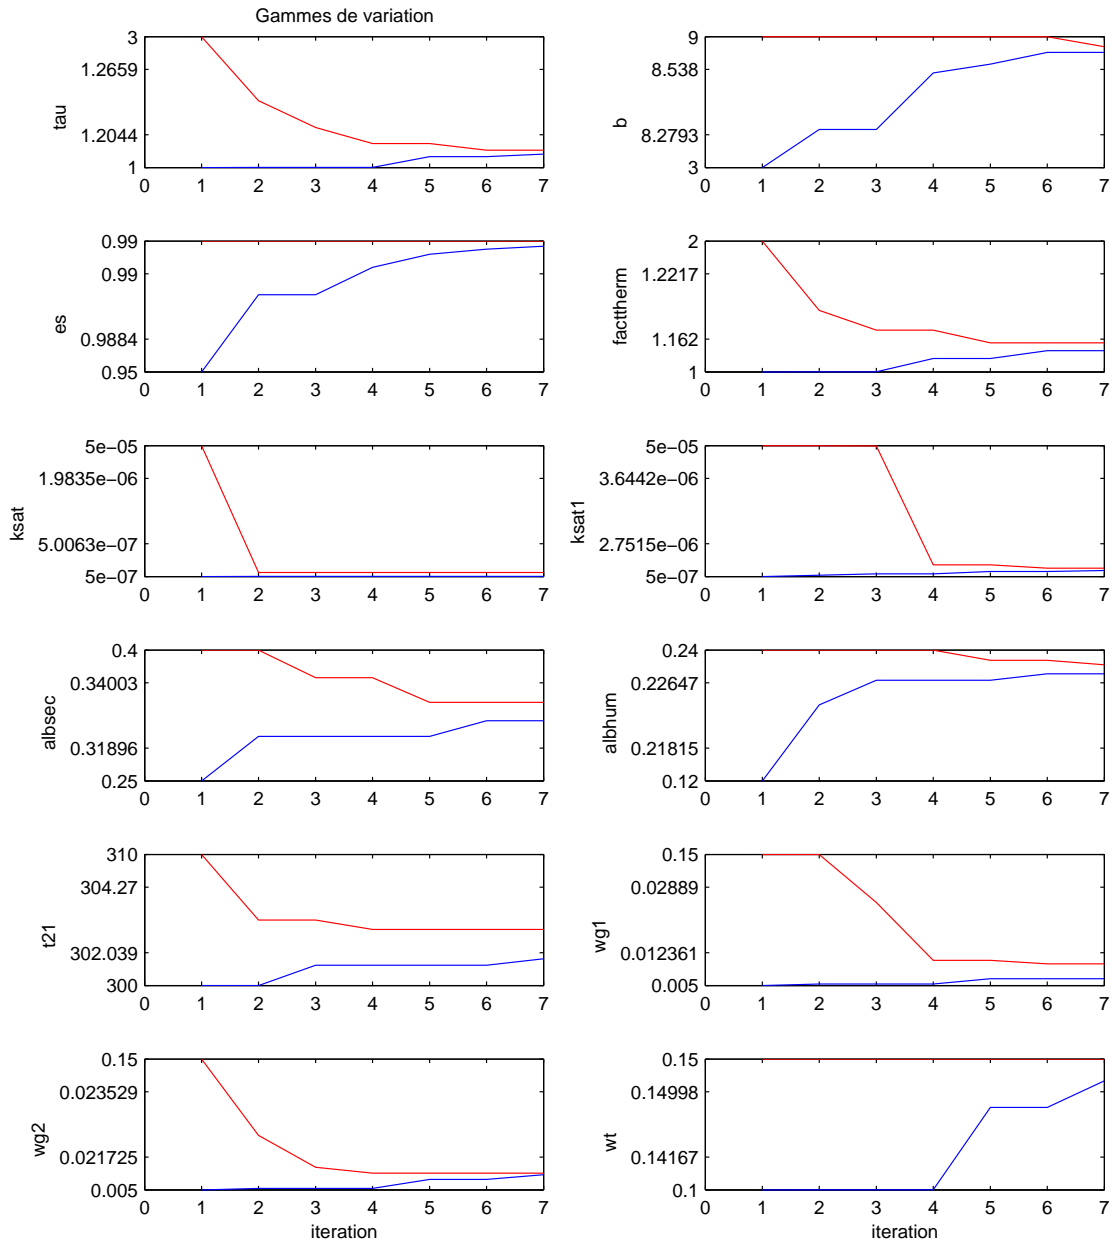 Gammes de variation
3
1.2659
1.2044
1
tau
0 1 2 3 4 5 6 7
9
8.538
8.2793
3
b
0 1 2 3 4 5 6 7
0.99
0.99
0.9884
0.95
es
0 1 2 3 4 5 6 7
2
1.2217
1.162
1
facttherm
0 1 2 3 4 5 6 7
5e−05
1.9835e−06
5.0063e−07
5e−07
ksat
0 1 2 3 4 5 6 7
5e−05
3.6442e−06
2.7515e−06
5e−07
ksat1
0 1 2 3 4 5 6 7
0.4
0.34003
0.31896
0.25
albsec
0 1 2 3 4 5 6 7
0.24
0.22647
0.21815
0.12
albhum
0 1 2 3 4 5 6 7
310
304.27
302.039
300
t21
0 1 2 3 4 5 6 7
0.15
0.02889
0.012361
0.005
wg1
0 1 2 3 4 5 6 7
0.15
0.023529
0.021725
0.005
wg2
0 1 2 3 4 5 6 7
iteration
0.15
0.14998
0.14167
0.1
wt
0 1 2 3 4 5 6 7
iteration